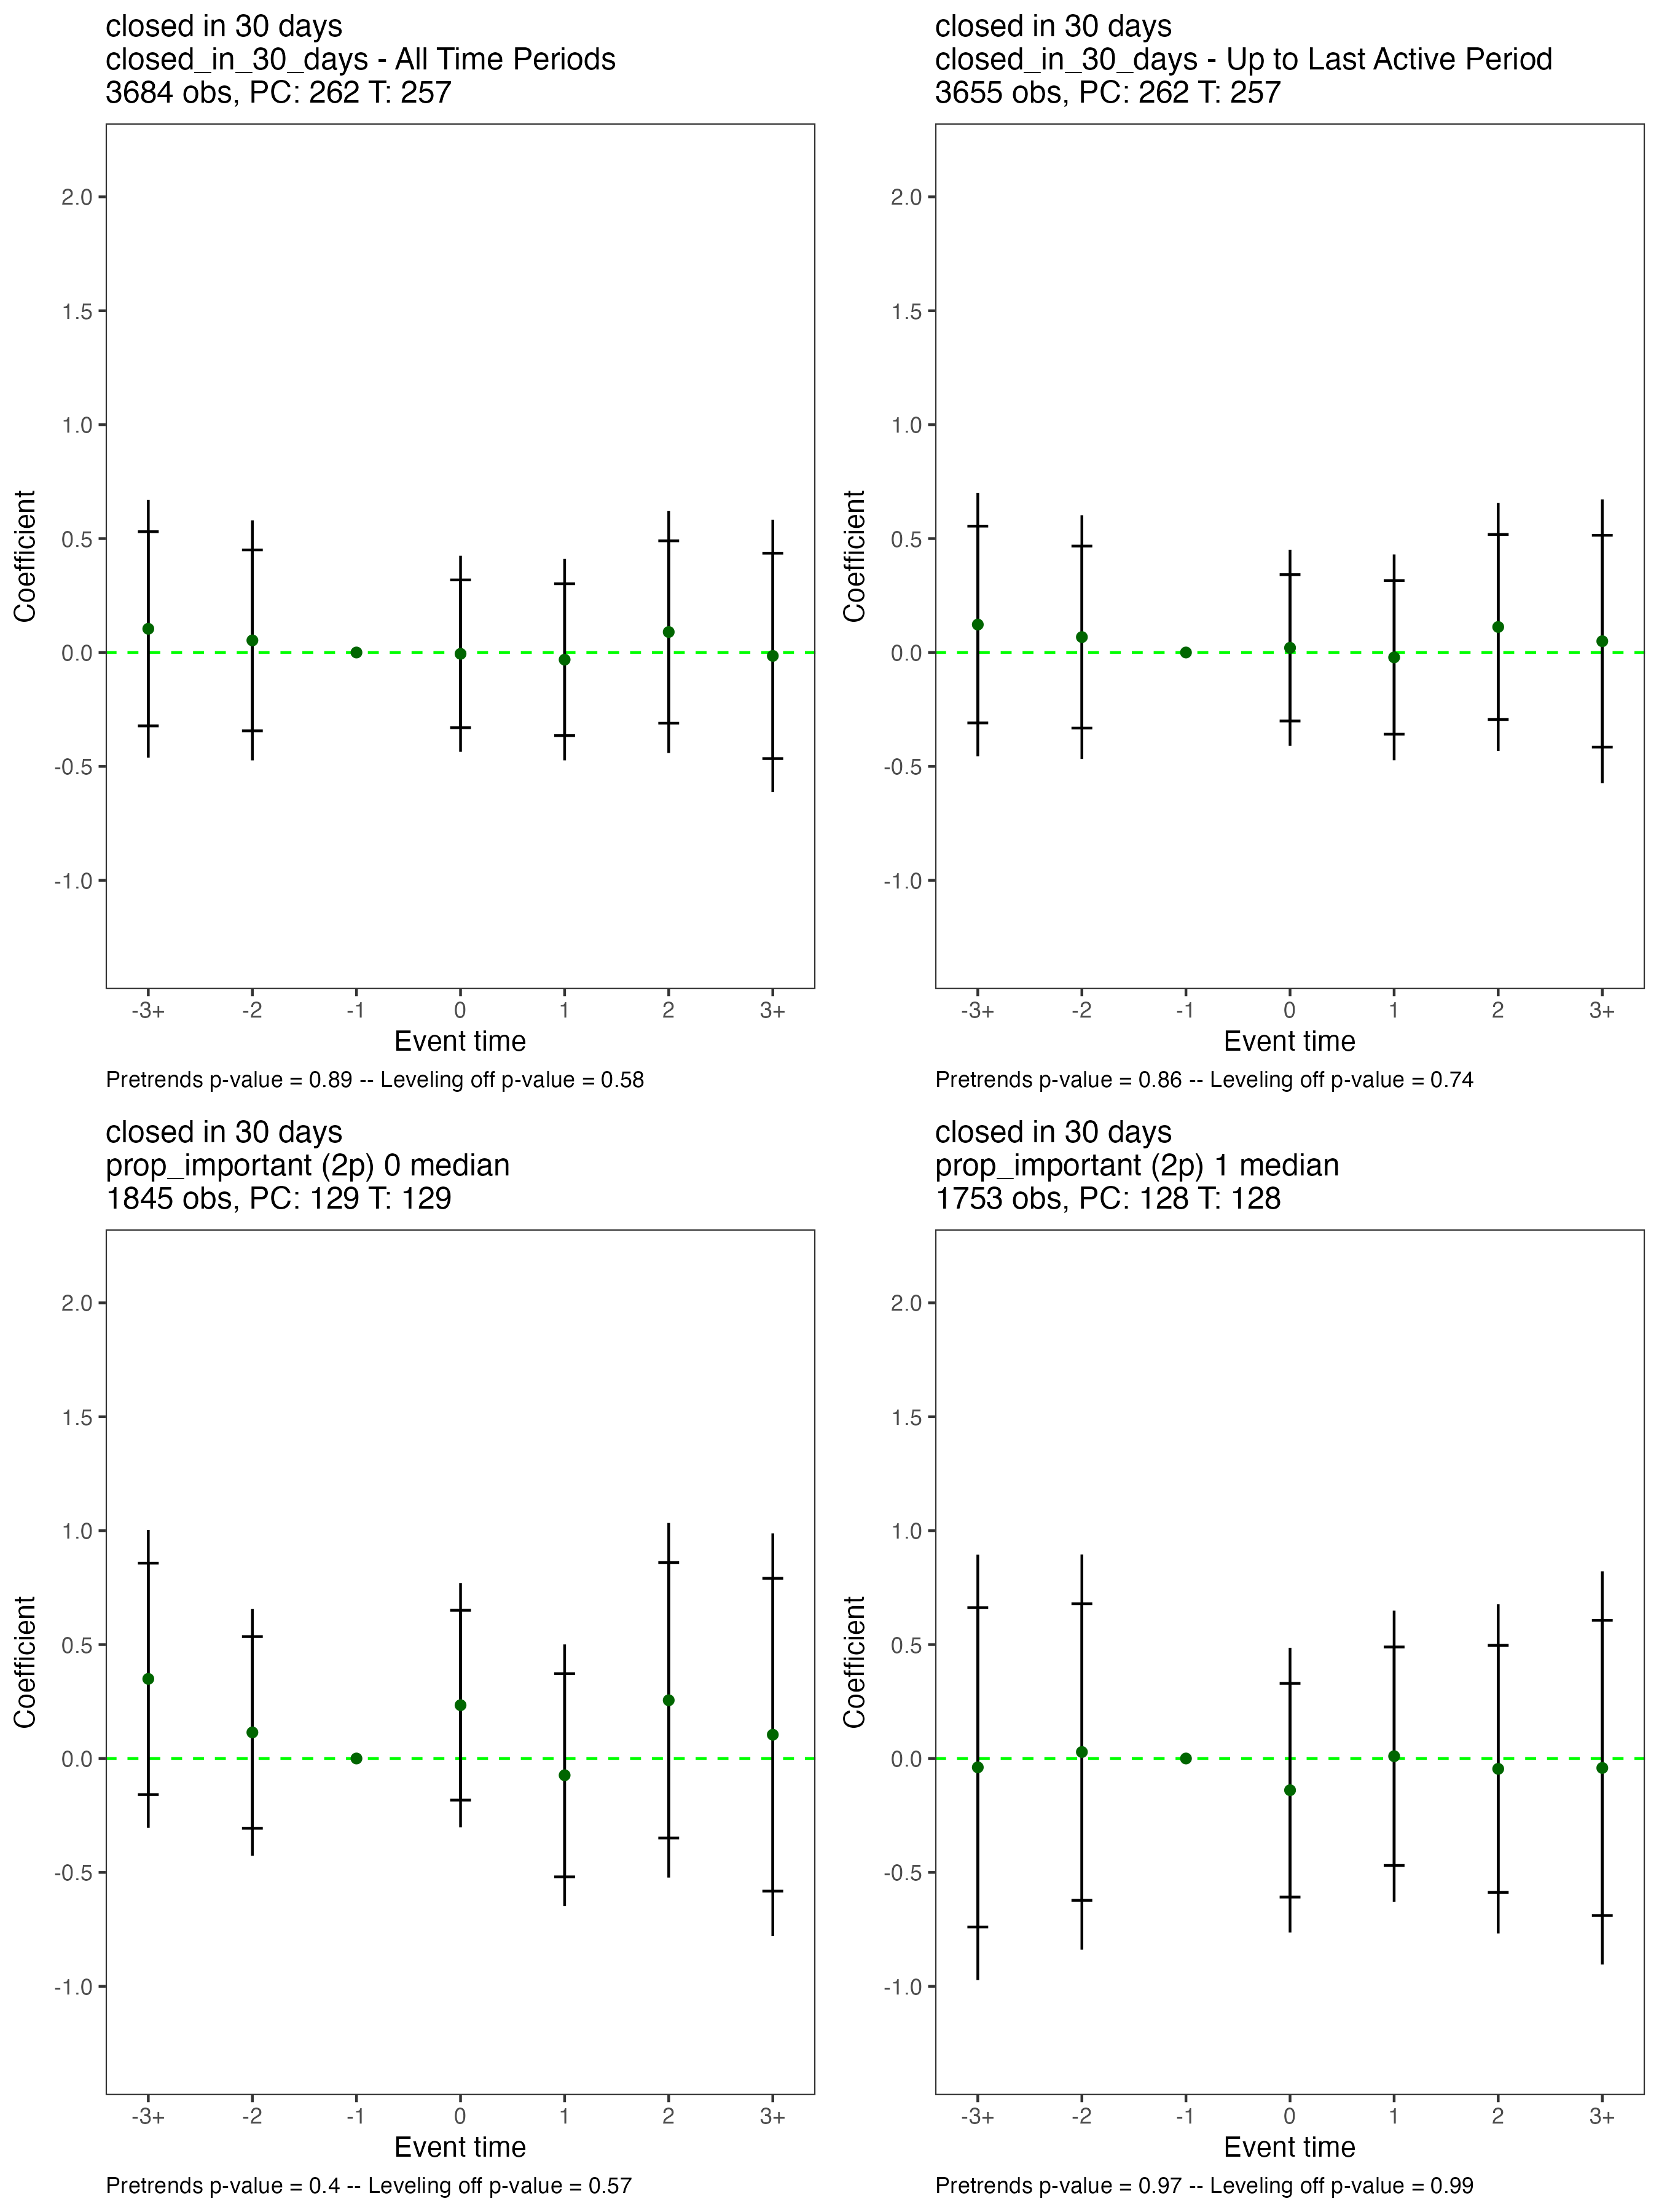 closed in 30 days
closed_in_30_days - All Time Periods
3684 obs, PC: 262 T: 257
Coefficient
2.0
1.5
1.0
0.5
0.0
-0.5
-1.0
-3+ -2 -1 0 1 2 3+
Event time
Pretrends p-value = 0.89 -- Leveling off p-value = 0.58
closed in 30 days
closed_in_30_days - Up to Last Active Period
3655 obs, PC: 262 T: 257
Coefficient
2.0
1.5
1.0
0.5
0.0
-0.5
-1.0
-3+ -2 -1 0 1 2 3+
Event time
Pretrends p-value = 0.86 -- Leveling off p-value = 0.74
closed in 30 days
prop_important (2p) 0 median
1845 obs, PC: 129 T: 129
Coefficient
2.0
1.5
1.0
0.5
0.0
-0.5
-1.0
-3+ -2 -1 0 1 2 3+
Event time
Pretrends p-value = 0.4 -- Leveling off p-value = 0.57
closed in 30 days
prop_important (2p) 1 median
1753 obs, PC: 128 T: 128
Coefficient
2.0
1.5
1.0
0.5
0.0
-0.5
-1.0
-3+ -2 -1 0 1 2 3+
Event time
Pretrends p-value = 0.97 -- Leveling off p-value = 0.99